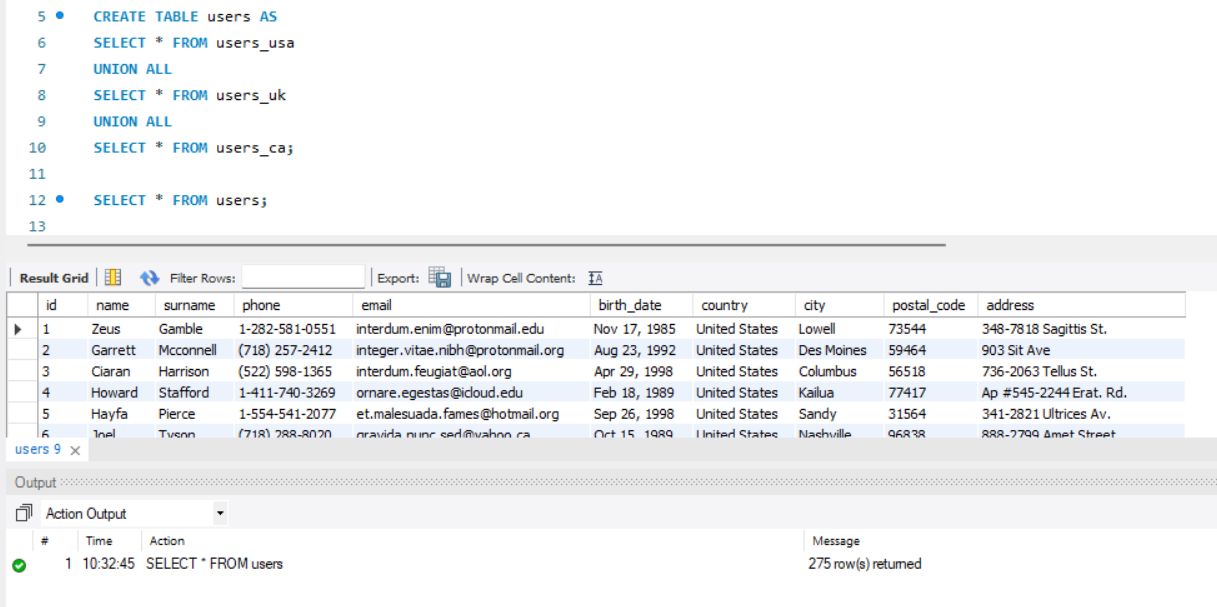 5 CREATE TABLE users AS
6 SELECT * FROM users_usa
7 UNION ALL
8 SELECT * FROM users_uk
9 UNION ALL
10 SELECT * FROM users_ca;
11
12 SELECT * FROM users;
13
Result Grid Filter Rows: Export: Wrap Cell Content: IA
id name surname phone email birth_date country city postal_code address
1 Zeus Gamble 1-282-581-0551 interdum.enim@protonmail.edu Nov 17, 1985 United States Lowell 73544 348-7818 Sagittis St.
2 Garrett Mcconnell (718) 257-2412 integer.vitae.nibh@protonmail.org Aug 23, 1992 United States Des Moines 59464 903 Sit Ave
3 Ciaran Harrison (522) 598-1365 interdum.feugiat@aol.org Apr 29, 1998 United States Columbus 56518 736-2063 Tellus St.
4 Howard Stafford 1-411-740-3269 ornare.egestas@icloud.edu Feb 18, 1989 United States Kailua 77417 Ap #545-2244 Erat. Rd.
5 Hayfa Pierce 1-554-541-2077 et.malesuada.fames@hotmail.org Sep 26, 1998 United States Sandy 31564 341-2821 Ultrices Av.
6 Joel Tyson (718) 288-8020 gravida.nunc.sed@yahoo.ca Oct 15, 1989 United States Nashville 96838 888-2799 Amet Street
users 9 ×
Output
Action Output
# Time Action Message
1 10:32:45 SELECT * FROM users 275 row(s) returned